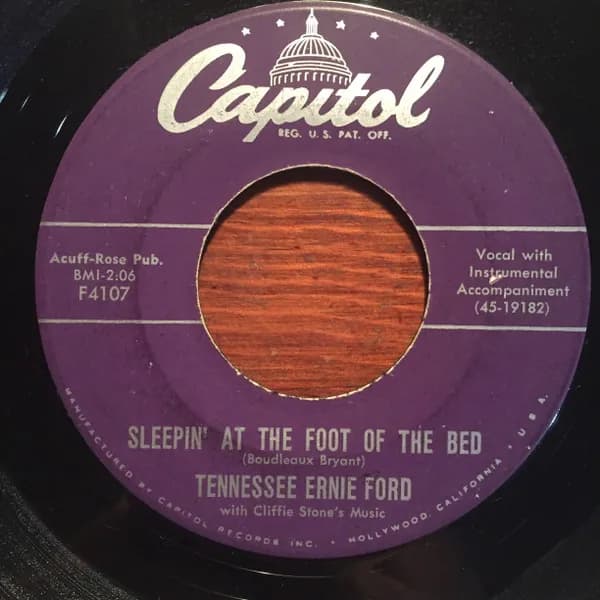 Capitol
REG. U. S. PAT. OFF.
Acuff-Rose Pub.
BMI-2:06
F4107
Vocal with
Instrumental
Accompaniment
(45-19182)
SLEEPIN' AT THE FOOT OF THE BED
(Boudleaux Bryant)
TENNESSEE ERNIE FORD
with Cliffie Stone's Music
MANUFACTURED BY CAPITOL RECORDS INC. • HOLLYWOOD, CALIFORNIA • U.S.A.